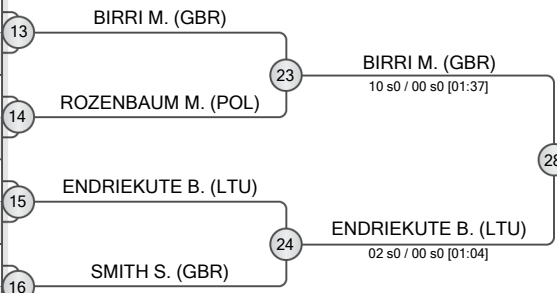 BIRRI M. (GBR)
13
23
BIRRI M. (GBR)
10 s0 / 00 s0 [01:37]
ROZENBAUM M. (POL)
14
28
ENDRIEKUTE B. (LTU)
15
24
ENDRIEKUTE B. (LTU)
02 s0 / 00 s0 [01:04]
SMITH S. (GBR)
16